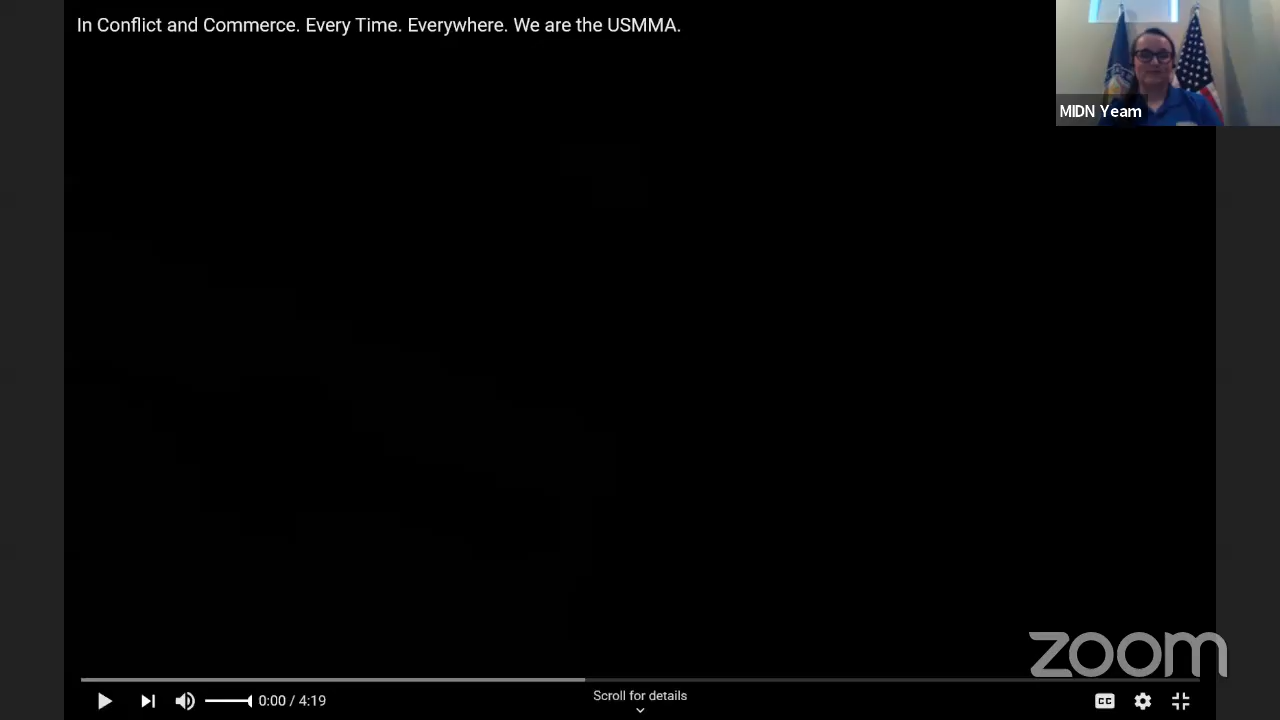 In Conflict and Commerce. Every Time. Everywhere. We are the USMMA.
MIDN Yeam
zoom
0:00 / 4:19
Scroll for details
CC